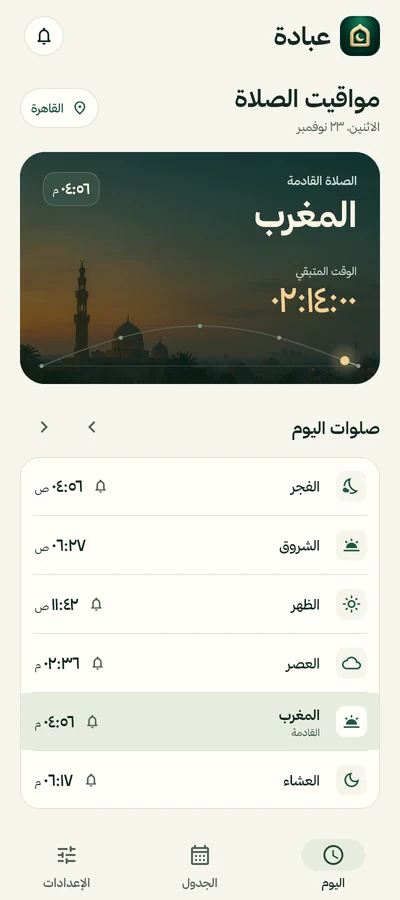 عبادة
مواقيت الصلاة
القاهرة
الاثنين، ٢٣ نوفمبر
الصلاة القادمة
٠٤:٥٦ م
المغرب
الوقت المتبقي
٠٢:١٤:٠٠
صلوات اليوم
الفجر
٠٤:٥٦ ص
الشروق
٠٦:٢٧ ص
الظهر
١١:٤٢ ص
العصر
٠٢:٣٦ م
المغرب
القادمة
٠٤:٥٦ م
العشاء
٠٦:١٧ م
اليوم
الجدول
الإعدادات